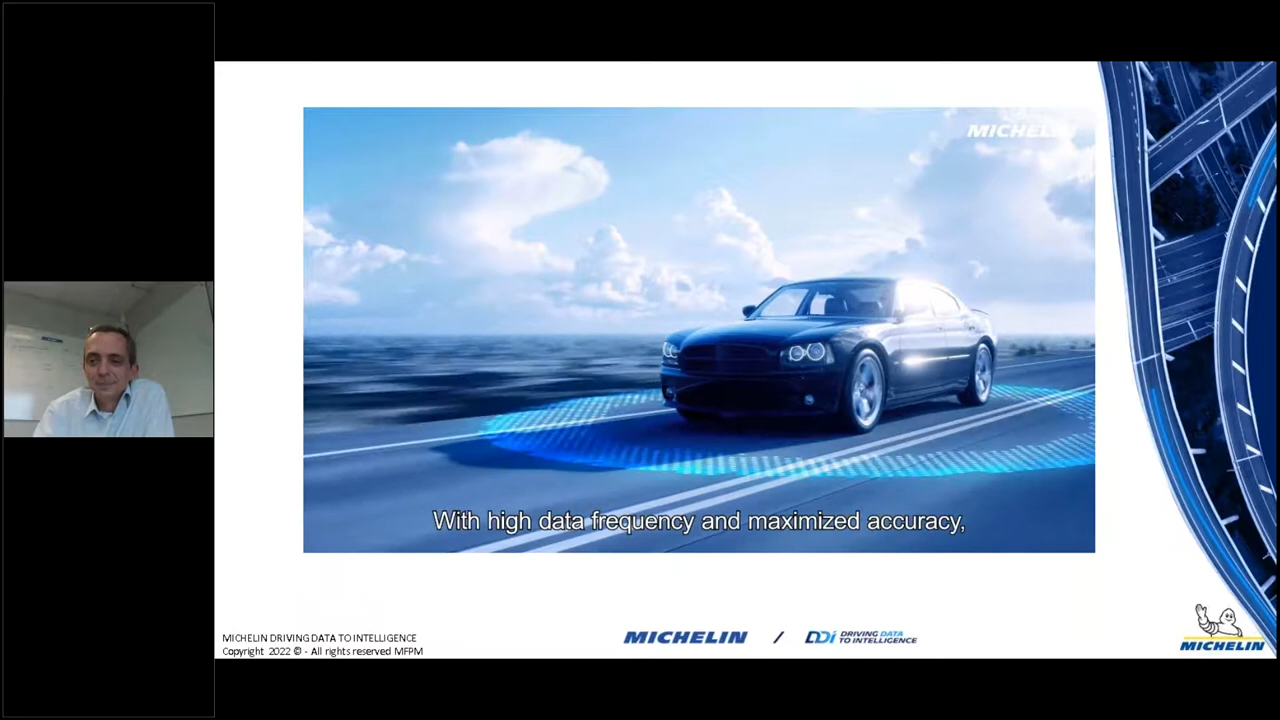 MICHELIN
With high data frequency and maximized accuracy,
MICHELIN DRIVING DATA TO INTELLIGENCE
Copyright 2022 © - All rights reserved MFPM
MICHELIN / DDi DRIVING DATA
TO INTELLIGENCE
MICHELIN